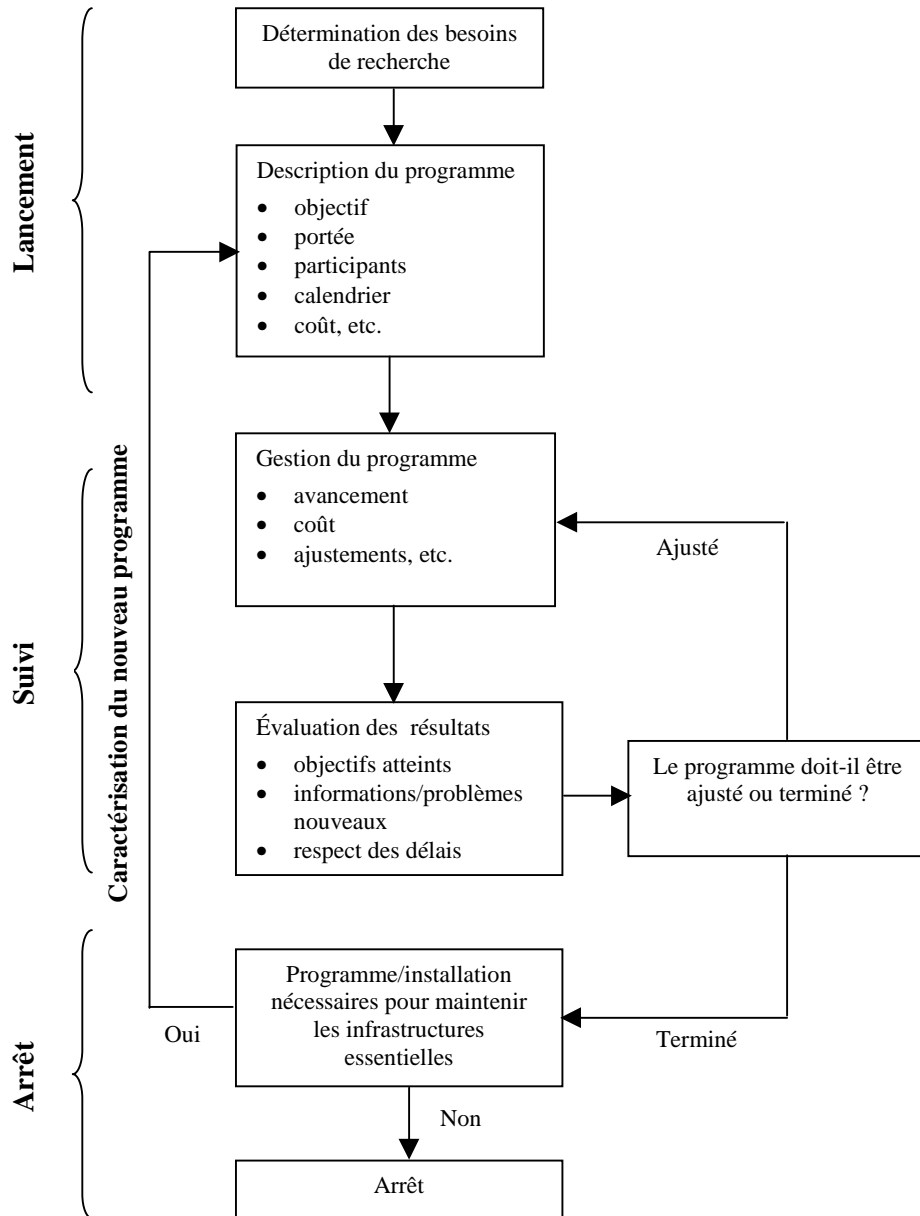 Lancement
Détermination des besoins
de recherche
Description du programme
• objectif
• portée
• participants
• calendrier
• coût, etc.
Caractérisation du nouveau programme
Suivi
Gestion du programme
• avancement
• coût
• ajustements, etc.
Ajusté
Évaluation des résultats
• objectifs atteints
• informations/problèmes
nouveaux
• respect des délais
Le programme doit-il être
ajusté ou terminé ?
Arrêt
Programme/installation
nécessaires pour maintenir
les infrastructures
essentielles
Oui
Terminé
Non
Arrêt